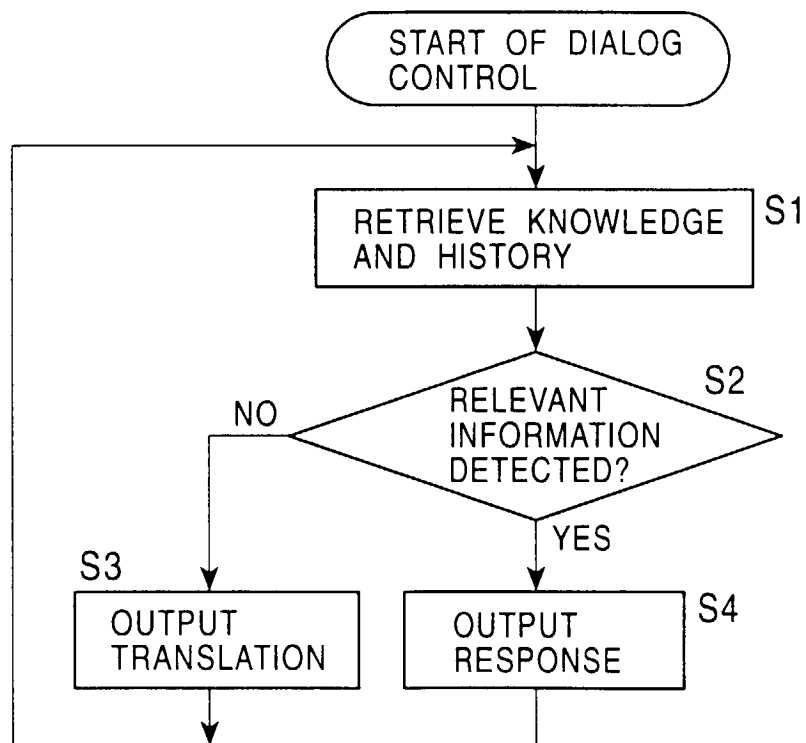 START OF DIALOG
CONTROL
S1
RETRIEVE KNOWLEDGE
AND HISTORY
S2
RELEVANT
INFORMATION
DETECTED?
NO
YES
S3
OUTPUT
TRANSLATION
S4
OUTPUT
RESPONSE